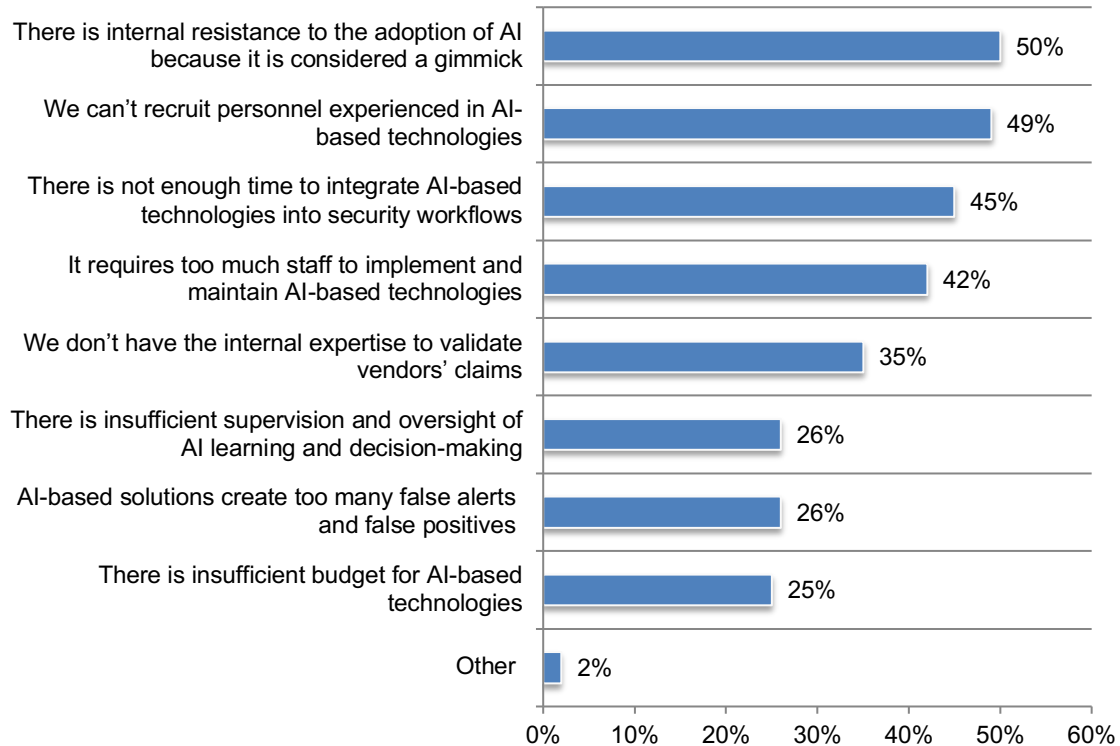 There is internal resistance to the adoption of AI
because it is considered a gimmick
50%
We can’t recruit personnel experienced in AI-
based technologies
49%
There is not enough time to integrate AI-based
technologies into security workflows
45%
It requires too much staff to implement and
maintain AI-based technologies
42%
We don’t have the internal expertise to validate
vendors’ claims
35%
There is insufficient supervision and oversight of
AI learning and decision-making
26%
AI-based solutions create too many false alerts
and false positives
26%
There is insufficient budget for AI-based
technologies
25%
Other
2%
0% 10% 20% 30% 40% 50% 60%